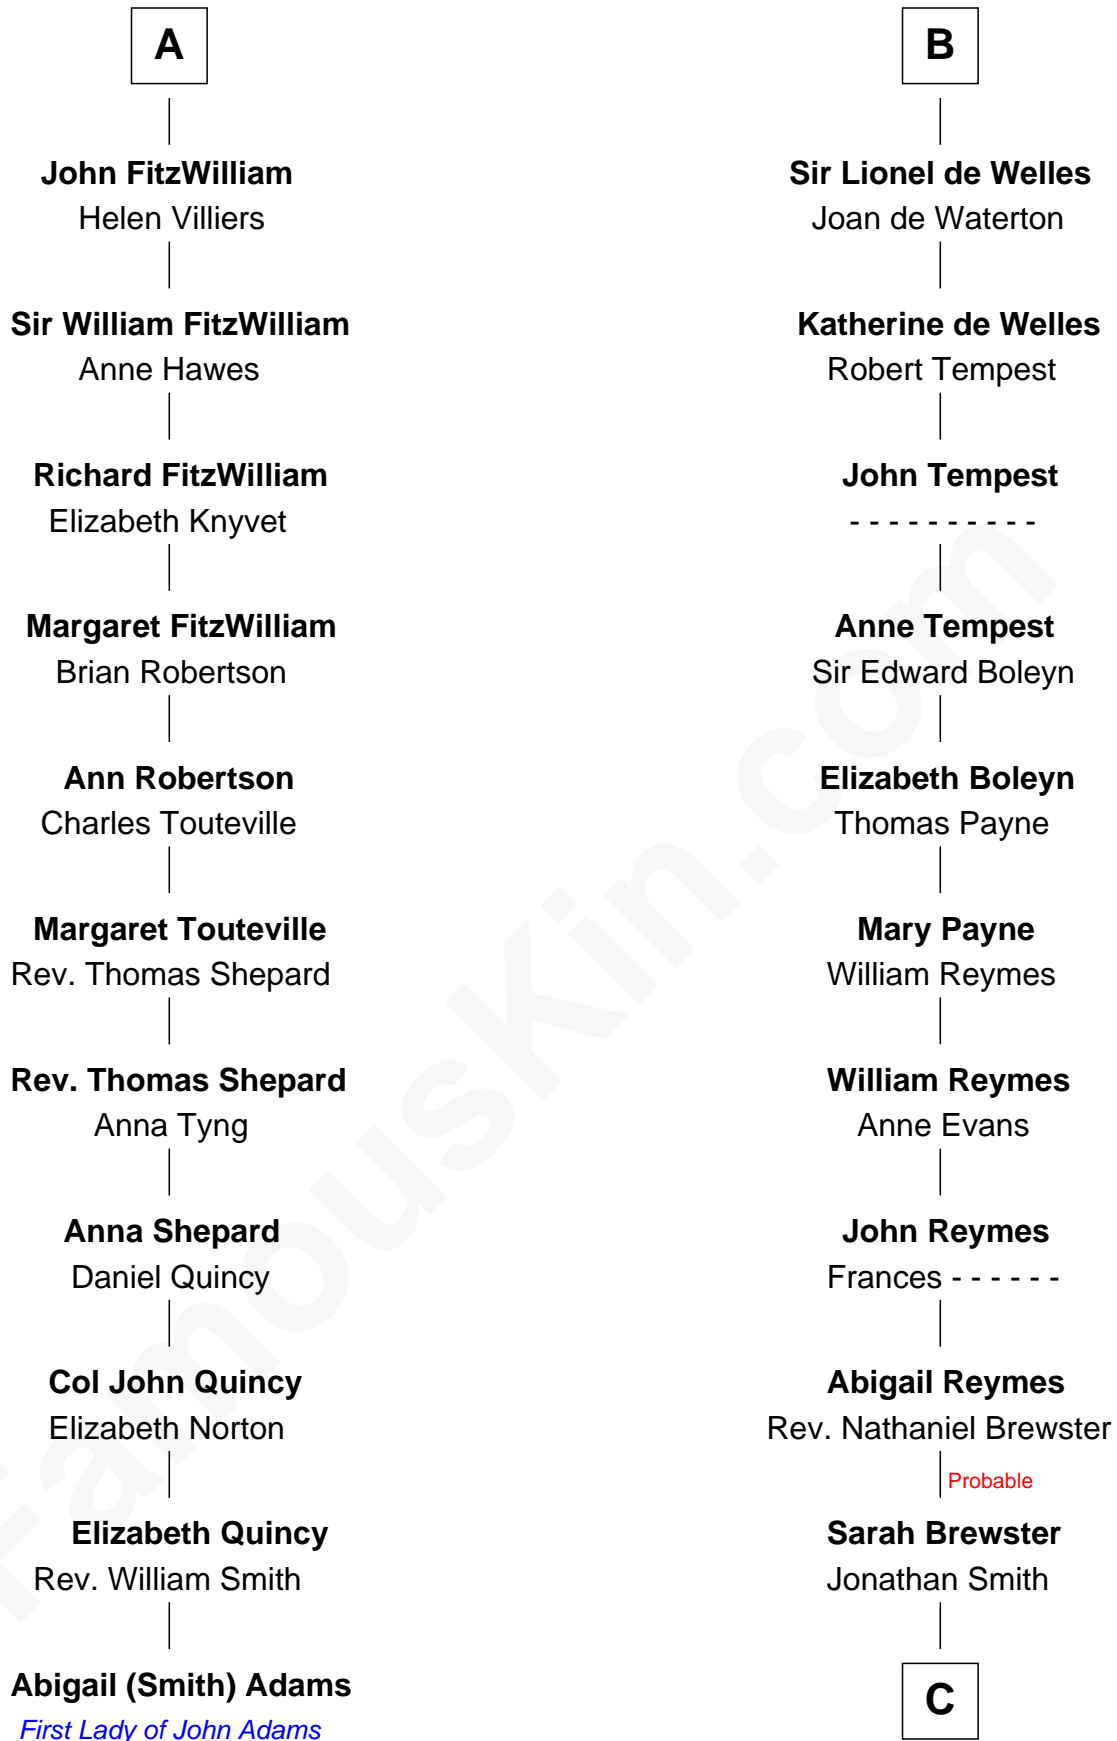 A
John FitzWilliam
Helen Villiers
Sir William FitzWilliam
Anne Hawes
Richard FitzWilliam
Elizabeth Knyvet
Margaret FitzWilliam
Brian Robertson
Ann Robertson
Charles Touteville
Margaret Touteville
Rev. Thomas Shepard
Rev. Thomas Shepard
Anna Tyng
Anna Shepard
Daniel Quincy
Col John Quincy
Elizabeth Norton
Elizabeth Quincy
Rev. William Smith
Abigail (Smith) Adams
First Lady of John Adams
B
Sir Lionel de Welles
Joan de Waterton
Katherine de Welles
Robert Tempest
John Tempest
- - - - - - - - - -
Anne Tempest
Sir Edward Boleyn
Elizabeth Boleyn
Thomas Payne
Mary Payne
William Reymes
William Reymes
Anne Evans
John Reymes
Frances - - - - - -
Abigail Reymes
Rev. Nathaniel Brewster
Probable
Sarah Brewster
Jonathan Smith
C
FamousKin.com